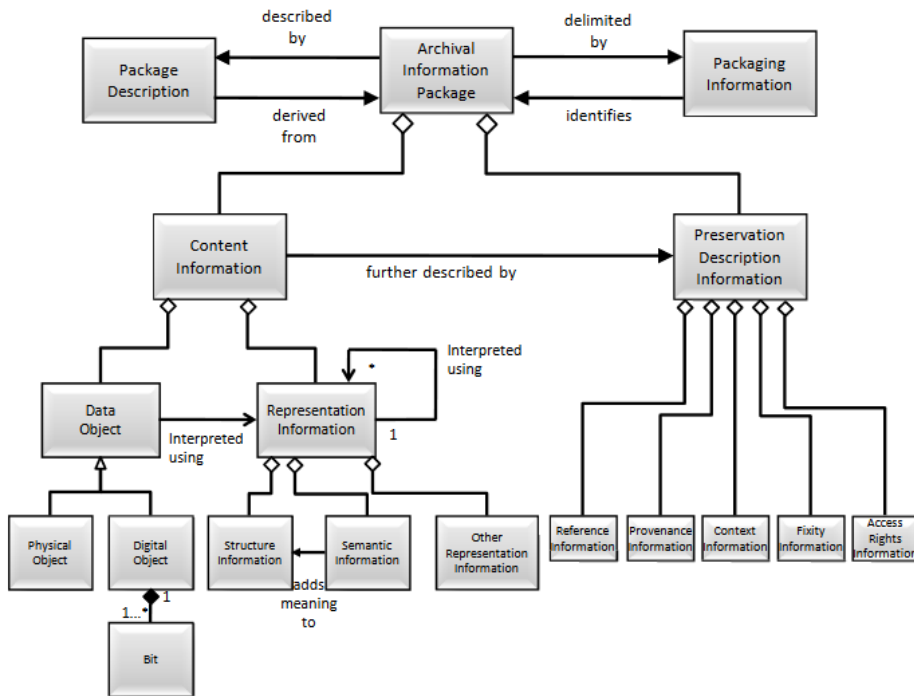 described
by
delimited
by
Package
Description
Archival
Information
Package
Packaging
Information
derived
from
identifies
Content
Information
further described by
Preservation
Description
Information
Interpreted
using
*
Data
Object
Interpreted
using
Representation
Information
1
Physical
Object
Digital
Object
Structure
Information
Semantic
Information
adds
meaning
to
Other
Representation
Information
Reference
Information
Provenance
Information
Context
Information
Fixity
Information
Access
Rights
Information
1
1...*
Bit